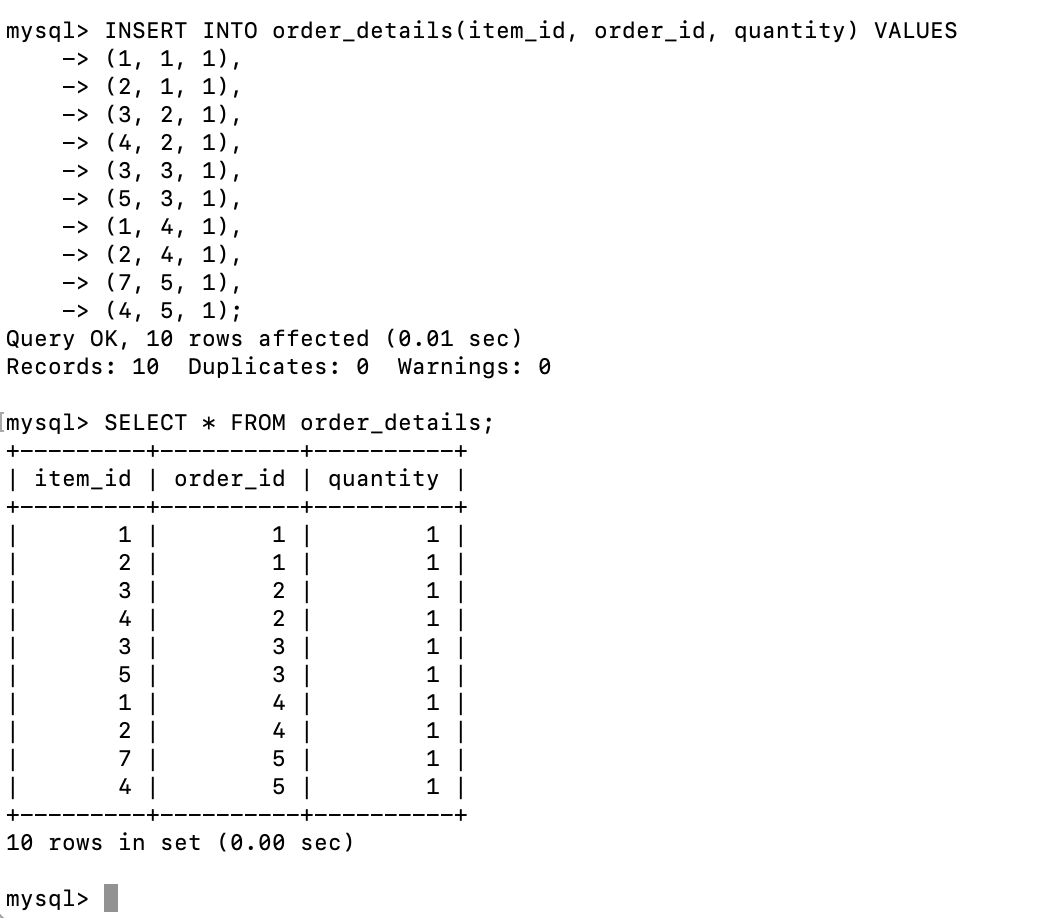 mysql> INSERT INTO order_details(item_id, order_id, quantity) VALUES
    -> (1, 1, 1),
    -> (2, 1, 1),
    -> (3, 2, 1),
    -> (4, 2, 1),
    -> (3, 3, 1),
    -> (5, 3, 1),
    -> (1, 4, 1),
    -> (2, 4, 1),
    -> (7, 5, 1),
    -> (4, 5, 1);
Query OK, 10 rows affected (0.01 sec)
Records: 10  Duplicates: 0  Warnings: 0

[mysql> SELECT * FROM order_details;
+---------+----------+----------+
| item_id | order_id | quantity |
+---------+----------+----------+
|       1 |        1 |        1 |
|       2 |        1 |        1 |
|       3 |        2 |        1 |
|       4 |        2 |        1 |
|       3 |        3 |        1 |
|       5 |        3 |        1 |
|       1 |        4 |        1 |
|       2 |        4 |        1 |
|       7 |        5 |        1 |
|       4 |        5 |        1 |
+---------+----------+----------+
10 rows in set (0.00 sec)

mysql>